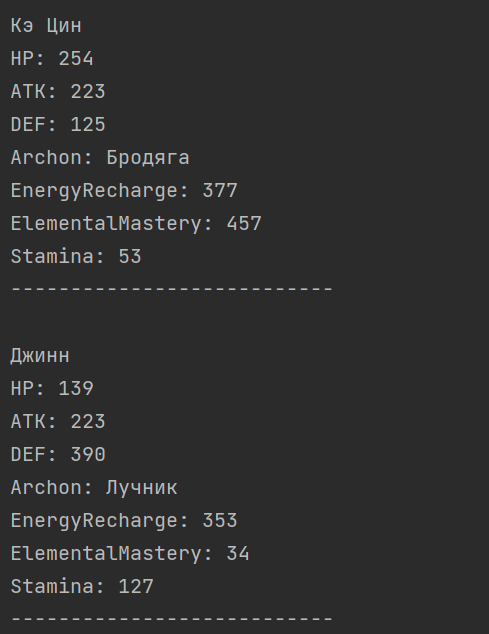 Кэ Цин
HP: 254
ATK: 223
DEF: 125
Archon: Бродяга
EnergyRecharge: 377
ElementalMastery: 457
Stamina: 53
---------------------------
Джинн
HP: 139
ATK: 223
DEF: 390
Archon: Лучник
EnergyRecharge: 353
ElementalMastery: 34
Stamina: 127
---------------------------